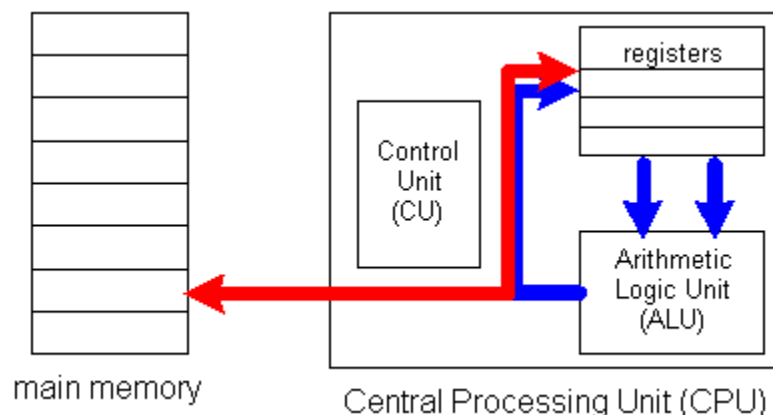 registers
Control
Unit
(CU)
Arithmetic
Logic Unit
(ALU)
main memory
Central Processing Unit (CPU)